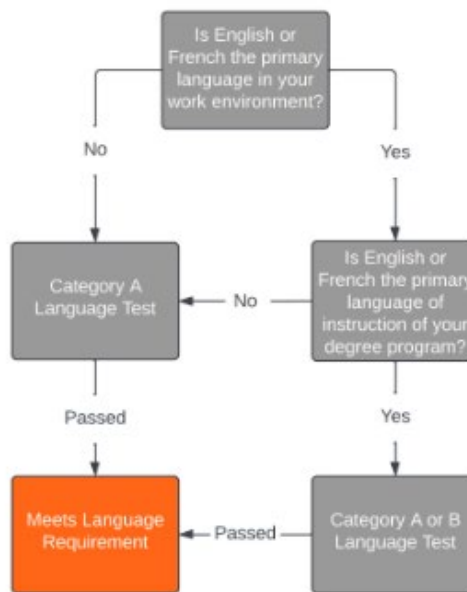 Is English or
French the primary
language in your
work environment?
No
Yes
Category A
Language Test
No
Is English or
French the primary
language of
instruction of your
degree program?
Passed
Yes
Meets Language
Requirement
Passed
Category A or B
Language Test